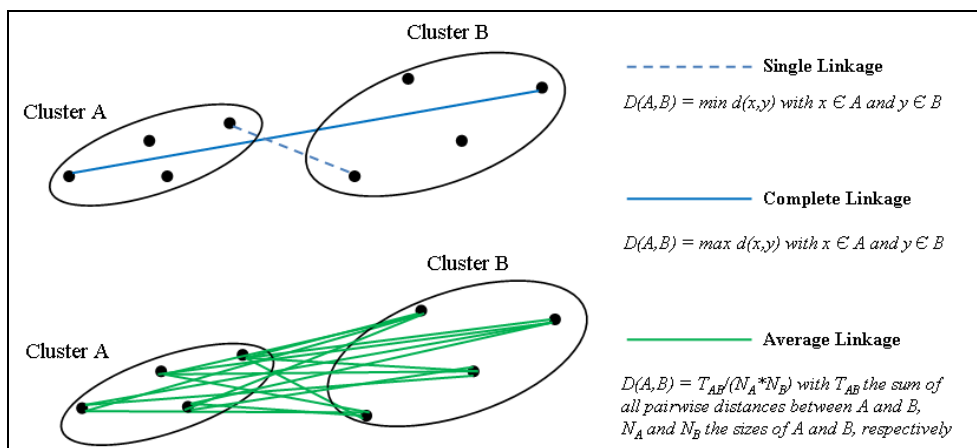 Cluster B
Cluster A
Single Linkage
D(A,B) = min d(x,y) with x Є A and y Є B
Complete Linkage
D(A,B) = max d(x,y) with x Є A and y Є B
Cluster B
Cluster A
Average Linkage
D(A,B) = T_AB/(N_A*N_B) with T_AB the sum of
all pairwise distances between A and B,
N_A and N_B the sizes of A and B, respectively